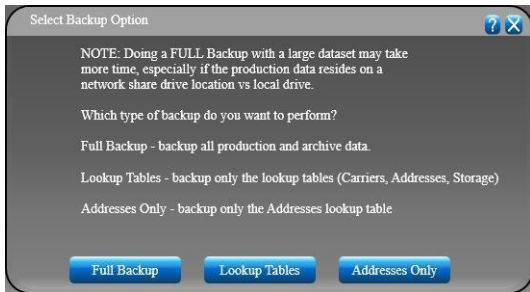 Select Backup Option
?
X
NOTE: Doing a FULL Backup with a large dataset may take
more time, especially if the production data resides on a
network share drive location vs local drive.
Which type of backup do you want to perform?
Full Backup - backup all production and archive data.
Lookup Tables - backup only the lookup tables (Carriers, Addresses, Storage)
Addresses Only - backup only the Addresses lookup table
Full Backup
Lookup Tables
Addresses Only